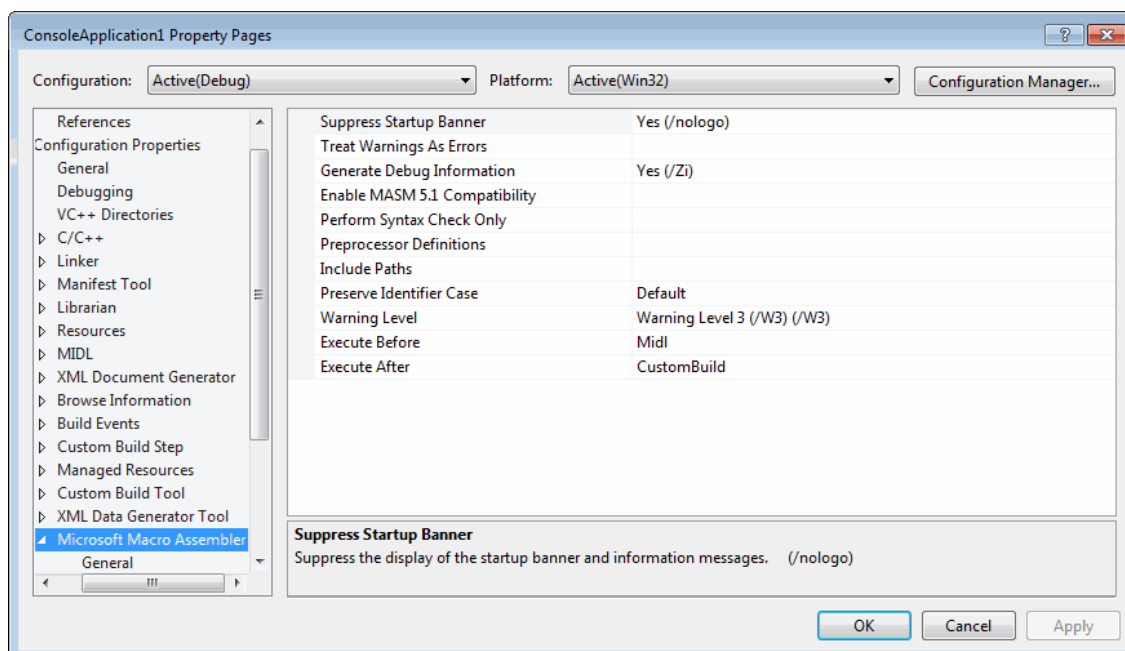 ConsoleApplication1 Property Pages
Configuration: Active(Debug) Platform: Active(Win32) Configuration Manager...
References
Configuration Properties
General
Debugging
VC++ Directories
C/C++
Linker
Manifest Tool
Librarian
Resources
MIDL
XML Document Generator
Browse Information
Build Events
Custom Build Step
Managed Resources
Custom Build Tool
XML Data Generator Tool
Microsoft Macro Assembler
General
Suppress Startup Banner Yes (/nologo)
Treat Warnings As Errors
Generate Debug Information Yes (/Zi)
Enable MASM 5.1 Compatibility
Perform Syntax Check Only
Preprocessor Definitions
Include Paths
Preserve Identifier Case Default
Warning Level Warning Level 3 (/W3) (/W3)
Execute Before Midl
Execute After CustomBuild
Suppress Startup Banner
Suppress the display of the startup banner and information messages. (/nologo)
OK Cancel Apply